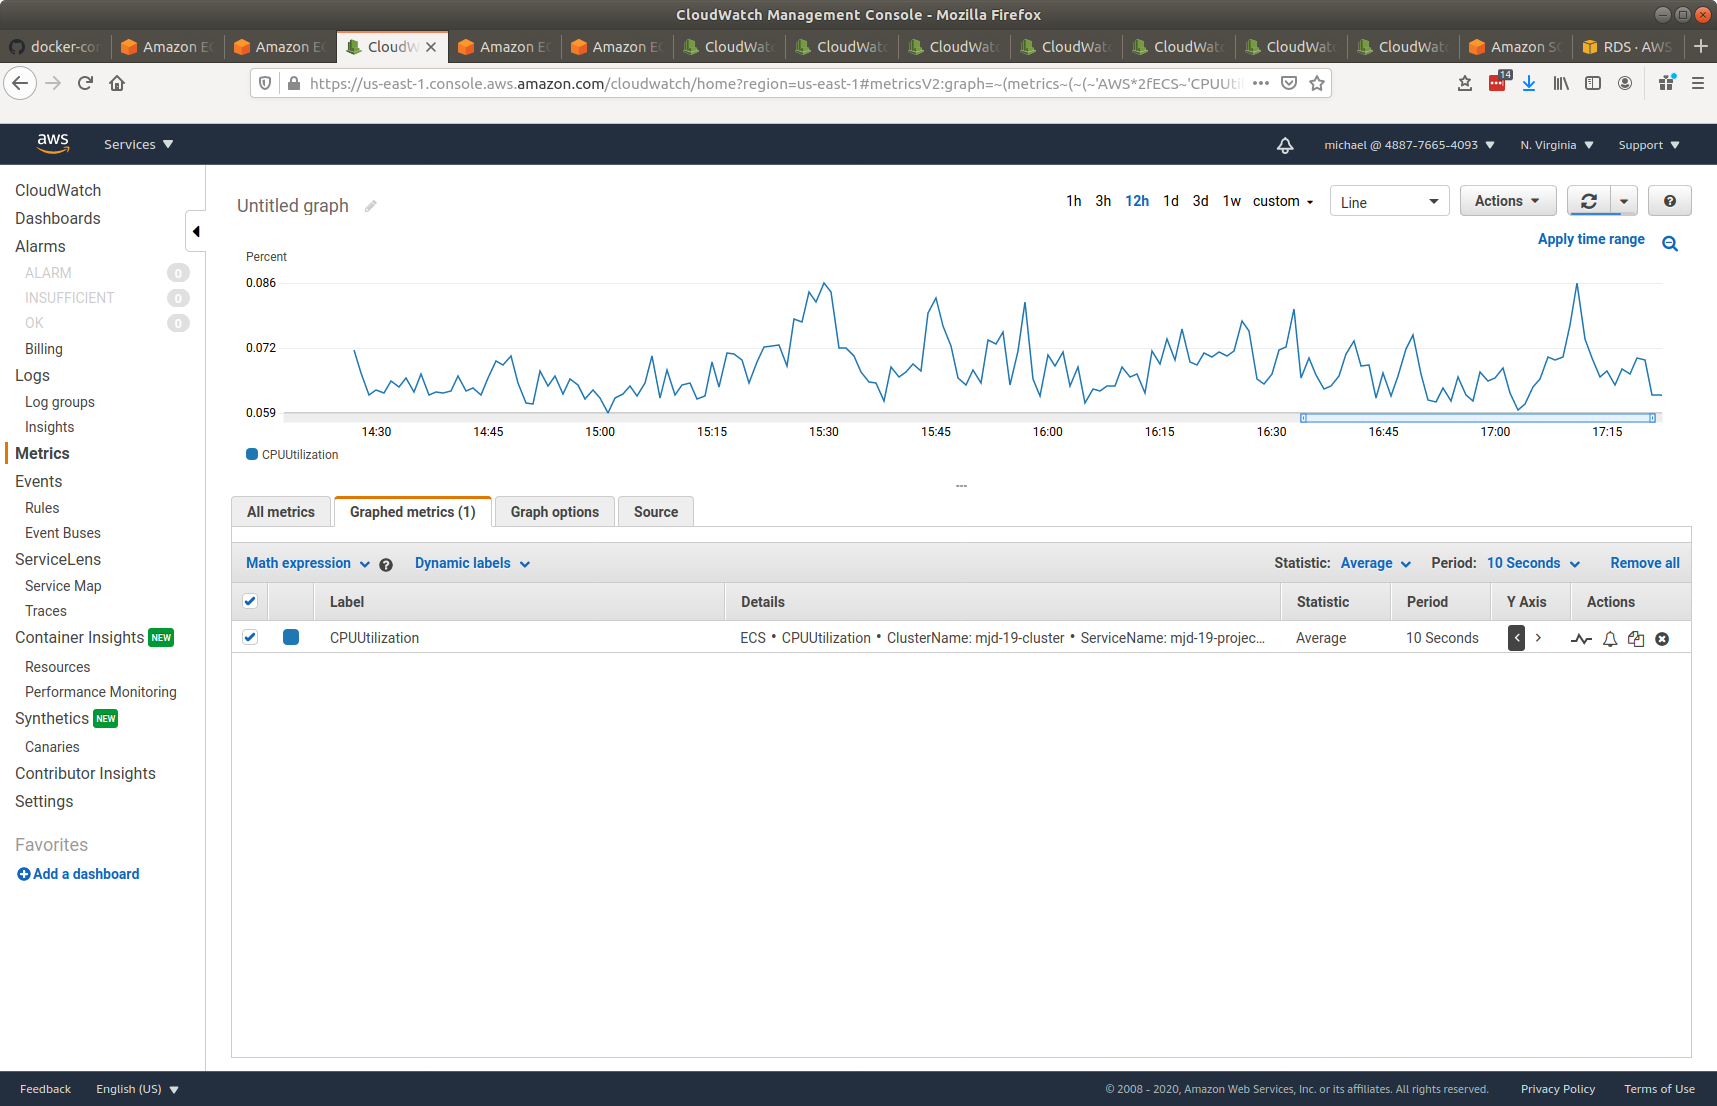 CloudWatch Management Console - Mozilla Firefox
docker-co Amazon E Amazon E CloudW Amazon E Amazon E CloudWat CloudWat CloudWat CloudWat CloudWat CloudWat CloudWat Amazon S RDS · AWS
https://us-east-1.console.aws.amazon.com/cloudwatch/home?region=us-east-1#metricsV2:graph=~(metrics~(~(~'AWS*2fECS~'CPUUti
14
aws Services michael @ 4887-7665-4093 N. Virginia Support
CloudWatch
Dashboards
Alarms
ALARM 0
INSUFFICIENT 0
OK 0
Billing
Logs
Log groups
Insights
Metrics
Events
Rules
Event Buses
ServiceLens
Service Map
Traces
Container Insights NEW
Resources
Performance Monitoring
Synthetics NEW
Canaries
Contributor Insights
Settings
Favorites
Add a dashboard
Untitled graph 1h 3h 12h 1d 3d 1w custom Line Actions ?
Apply time range
Percent
0.086
0.072
0.059
14:30 14:45 15:00 15:15 15:30 15:45 16:00 16:15 16:30 16:45 17:00 17:15
CPUUtilization
All metrics Graphed metrics (1) Graph options Source
Math expression ? Dynamic labels Statistic: Average Period: 10 Seconds Remove all
Label Details Statistic Period Y Axis Actions
CPUUtilization ECS • CPUUtilization • ClusterName: mjd-19-cluster • ServiceName: mjd-19-projec... Average 10 Seconds < >
Feedback English (US) © 2008 - 2020, Amazon Web Services, Inc. or its affiliates. All rights reserved. Privacy Policy Terms of Use